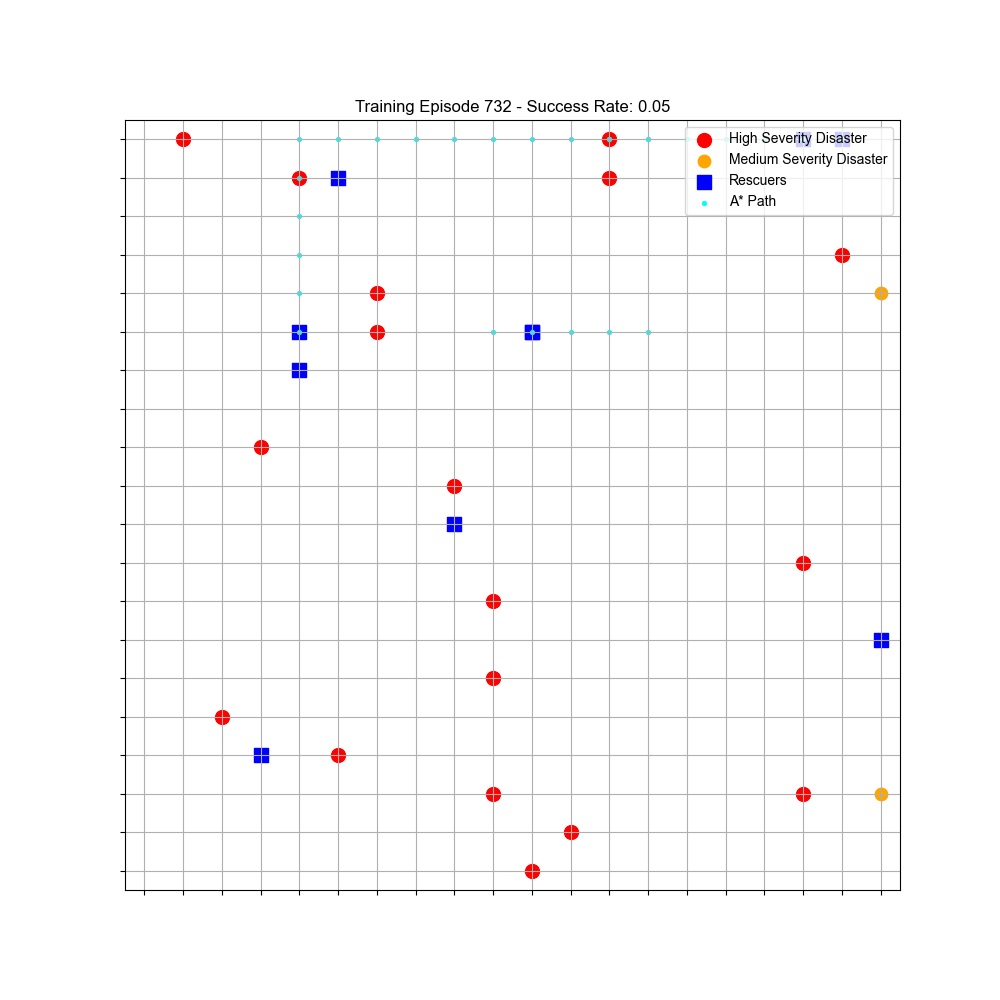 Training Episode 732 - Success Rate: 0.05
High Severity Disaster
Medium Severity Disaster
Rescuers
A* Path